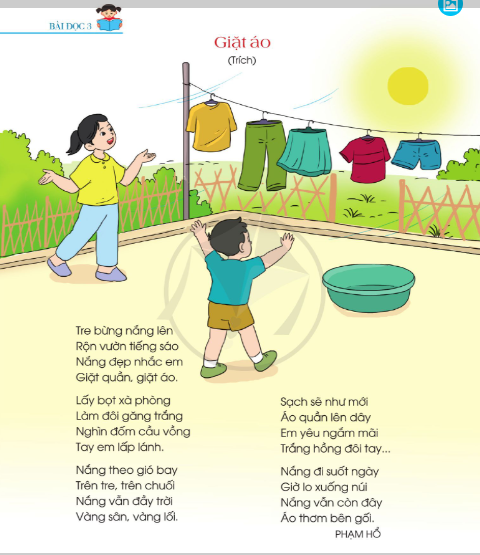 BÀI ĐỌC 3
Giặt áo
(Trích)
Tre bừng nắng lên
Rộn vườn tiếng sáo
Nắng đẹp nhắc em
Giặt quần, giặt áo.
Lấy bọt xà phòng
Làm đôi găng trắng
Nghìn đốm cầu vồng
Tay em lấp lánh.
Nắng theo gió bay
Trên tre, trên chuối
Nắng vẫn đầy trời
Vàng sân, vàng lối.
Sạch sẽ như mới
Áo quần lên dây
Em yêu ngắm mãi
Trắng hồng đôi tay...
Nắng đi suốt ngày
Giờ lo xuống núi
Nắng vẫn còn đây
Áo thơm bên gối.
PHẠM HỔ